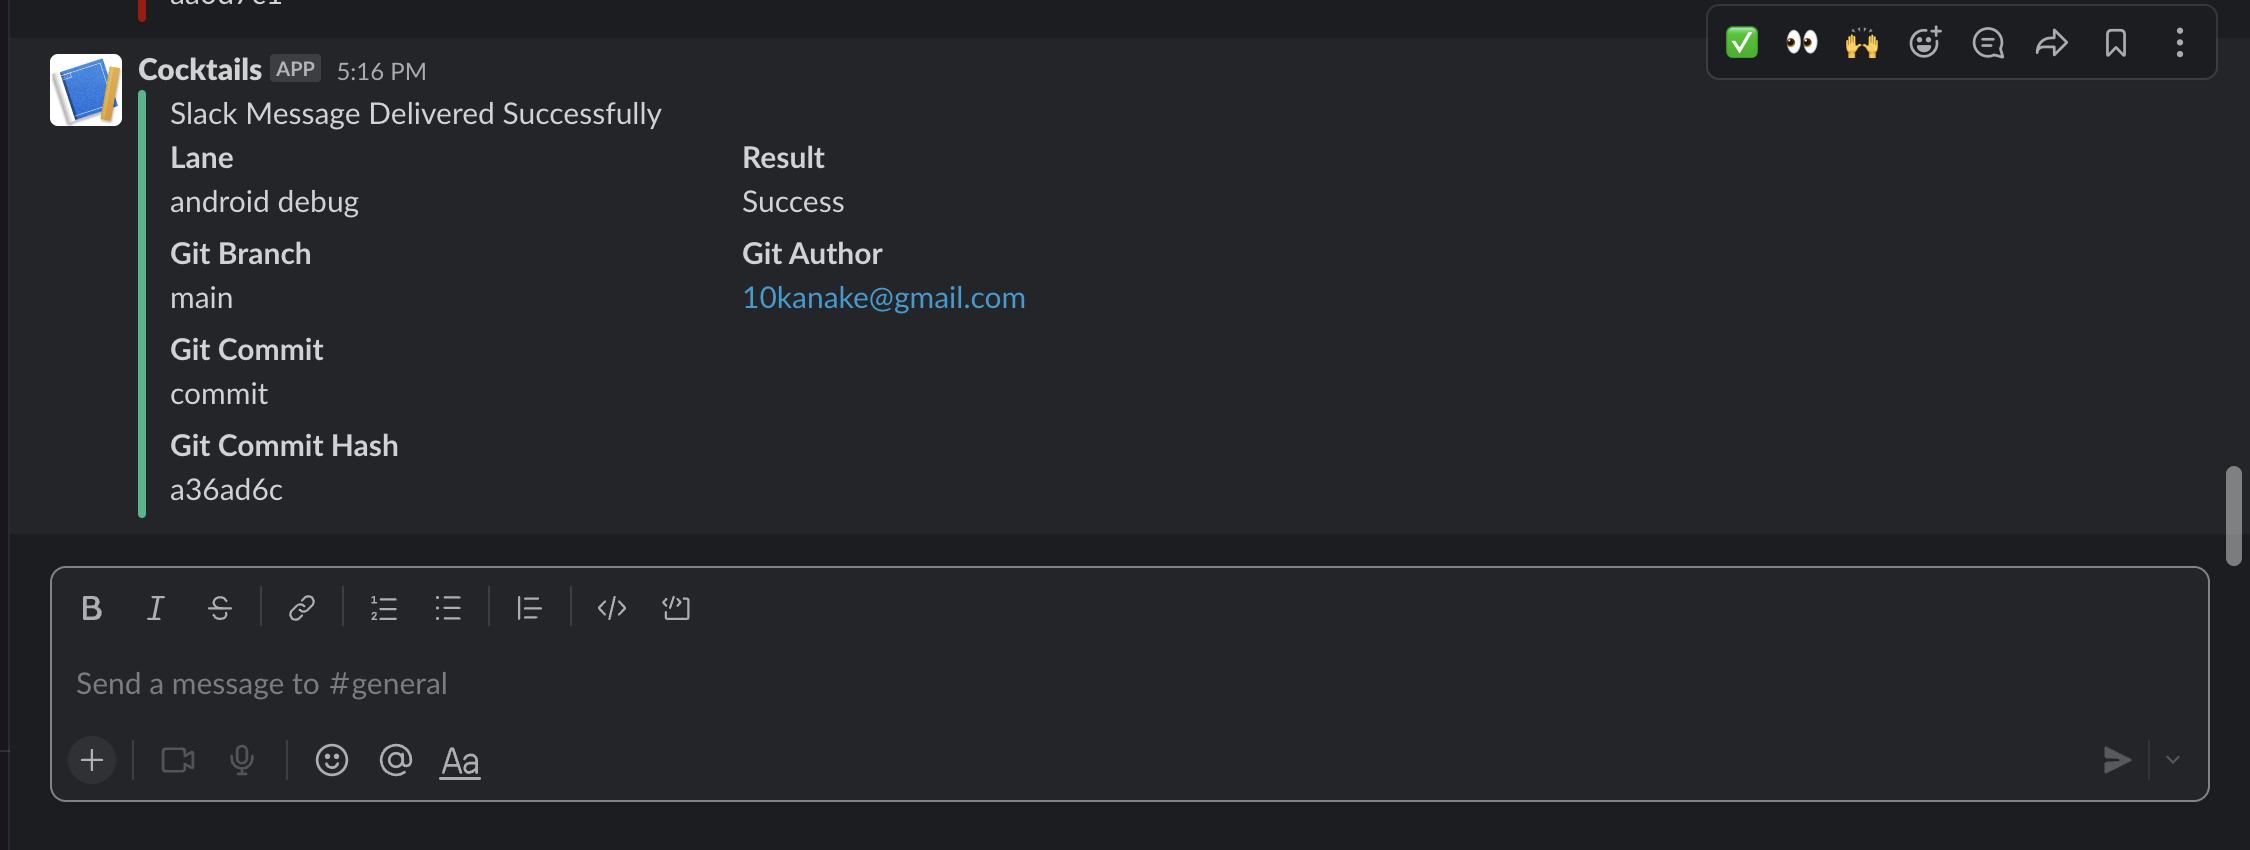 Cocktails APP 5:16 PM
Slack Message Delivered Successfully
Lane Result
android debug Success
Git Branch Git Author
main 10kanake@gmail.com
Git Commit
commit
Git Commit Hash
a36ad6c
B I S
Send a message to #general
@ Aa